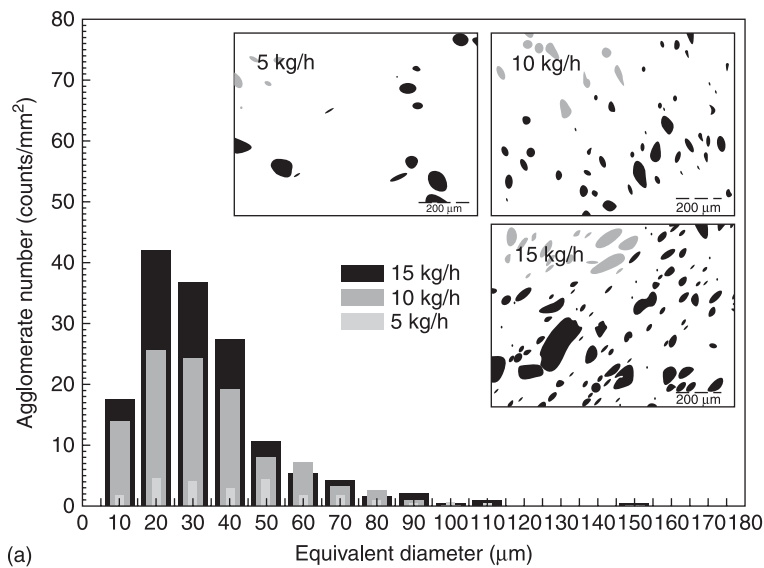 80
70
60
50
40
30
20
10
0
Agglomerate number (counts/mm²)
5 kg/h
200 μm
10 kg/h
200 μm
15 kg/h
200 μm
15 kg/h
10 kg/h
5 kg/h
0 10 20 30 40 50 60 70 80 90 100 110 120 130 140 150 160 170 180
Equivalent diameter (μm)
(a)